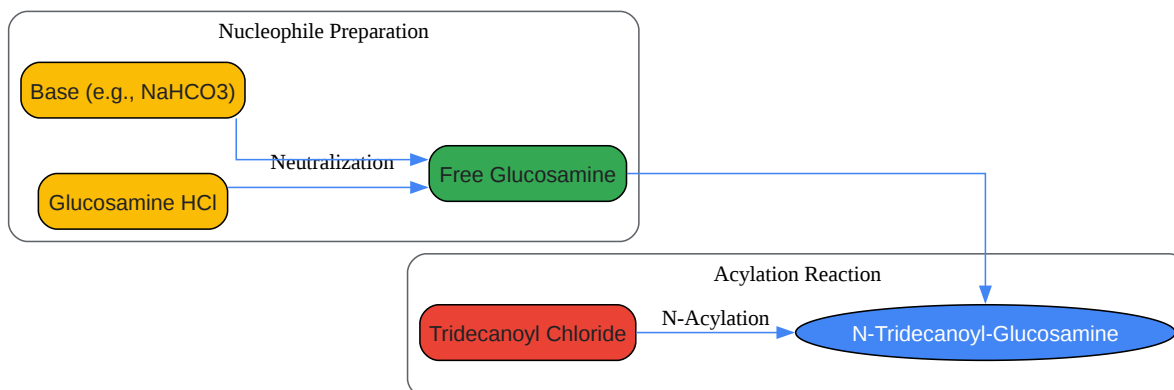 Nucleophile Preparation
Base (e.g., NaHCO3)
Neutralization
Free Glucosamine
Glucosamine HCl
Acylation Reaction
Tridecanoyl Chloride
N-Acylation
N-Tridecanoyl-Glucosamine